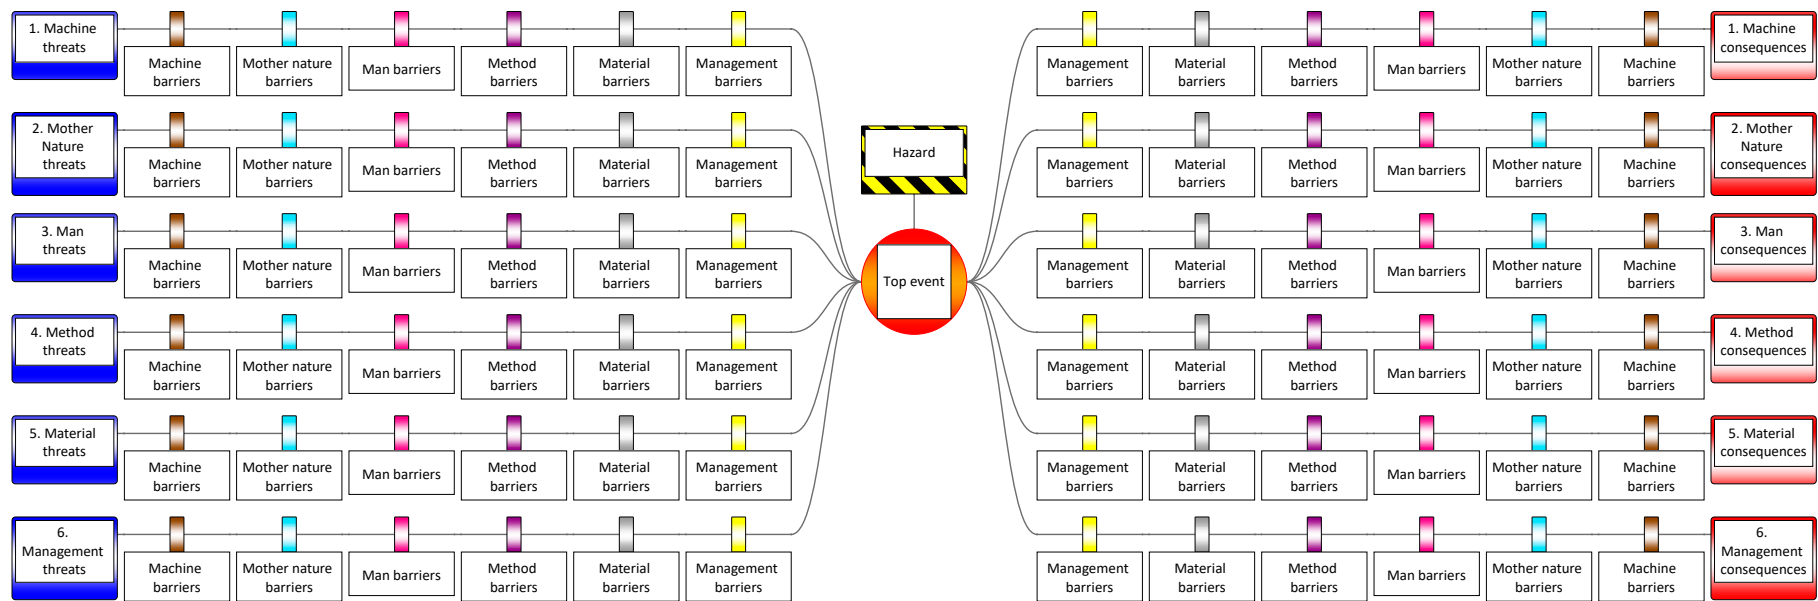 1. Machine
threats
Machine
barriers
Mother nature
barriers
Man barriers
Method
barriers
Material
barriers
Management
barriers
2. Mother
Nature
threats
Machine
barriers
Mother nature
barriers
Man barriers
Method
barriers
Material
barriers
Management
barriers
3. Man
threats
Machine
barriers
Mother nature
barriers
Man barriers
Method
barriers
Material
barriers
Management
barriers
4. Method
threats
Machine
barriers
Mother nature
barriers
Man barriers
Method
barriers
Material
barriers
Management
barriers
5. Material
threats
Machine
barriers
Mother nature
barriers
Man barriers
Method
barriers
Material
barriers
Management
barriers
6.
Management
threats
Machine
barriers
Mother nature
barriers
Man barriers
Method
barriers
Material
barriers
Management
barriers
Hazard
Top event
Management
barriers
Material
barriers
Method
barriers
Man barriers
Mother nature
barriers
Machine
barriers
1. Machine
consequences
Management
barriers
Material
barriers
Method
barriers
Man barriers
Mother nature
barriers
Machine
barriers
2. Mother
Nature
consequences
Management
barriers
Material
barriers
Method
barriers
Man barriers
Mother nature
barriers
Machine
barriers
3. Man
consequences
Management
barriers
Material
barriers
Method
barriers
Man barriers
Mother nature
barriers
Machine
barriers
4. Method
consequences
Management
barriers
Material
barriers
Method
barriers
Man barriers
Mother nature
barriers
Machine
barriers
5. Material
consequences
Management
barriers
Material
barriers
Method
barriers
Man barriers
Mother nature
barriers
Machine
barriers
6.
Management
consequences